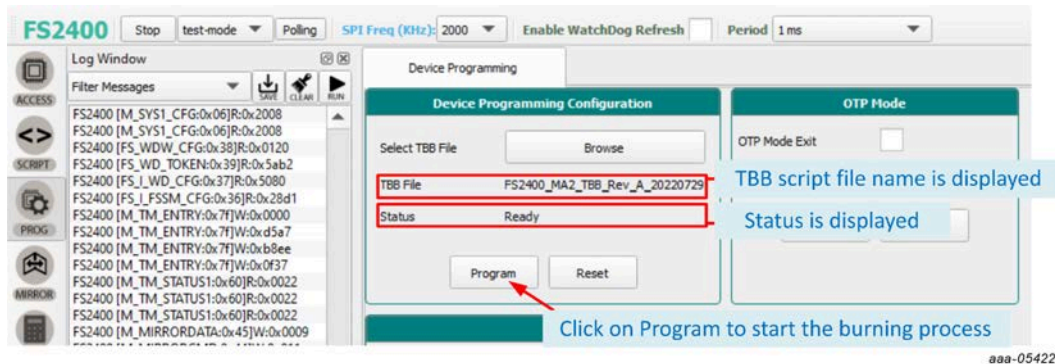 FS2400 Stop test-mode Polling SPI Freq (KHz): 2000 Enable WatchDog Refresh Period 1 ms
Log Window
Filter Messages SAVE CLEAR RUN
ACCESS
SCRIPT
PROG
MIRROR
FS2400 [M_SYS1_CFG:0x06]R:0x2008
FS2400 [M_SYS1_CFG:0x06]R:0x2008
FS2400 [FS_WDW_CFG:0x38]R:0x0120
FS2400 [FS_WD_TOKEN:0x39]R:0x5ab2
FS2400 [FS_I_WD_CFG:0x37]R:0x5080
FS2400 [FS_I_FSSM_CFG:0x36]R:0x28d1
FS2400 [M_TM_ENTRY:0x7f]W:0x0000
FS2400 [M_TM_ENTRY:0x7f]W:0xd5a7
FS2400 [M_TM_ENTRY:0x7f]W:0xb8ee
FS2400 [M_TM_ENTRY:0x7f]W:0x0f37
FS2400 [M_TM_STATUS1:0x60]R:0x0022
FS2400 [M_TM_STATUS1:0x60]R:0x0022
FS2400 [M_TM_STATUS1:0x60]R:0x0022
FS2400 [M_MIRRORDATA:0x45]W:0x0009
Device Programming
Device Programming Configuration
Select TBB File Browse
TBB File FS2400_MA2_TBB_Rev_A_20220729
Status Ready
Program Reset
OTP Mode
OTP Mode Exit
TBB script file name is displayed
Status is displayed
Click on Program to start the burning process
aaa-05422